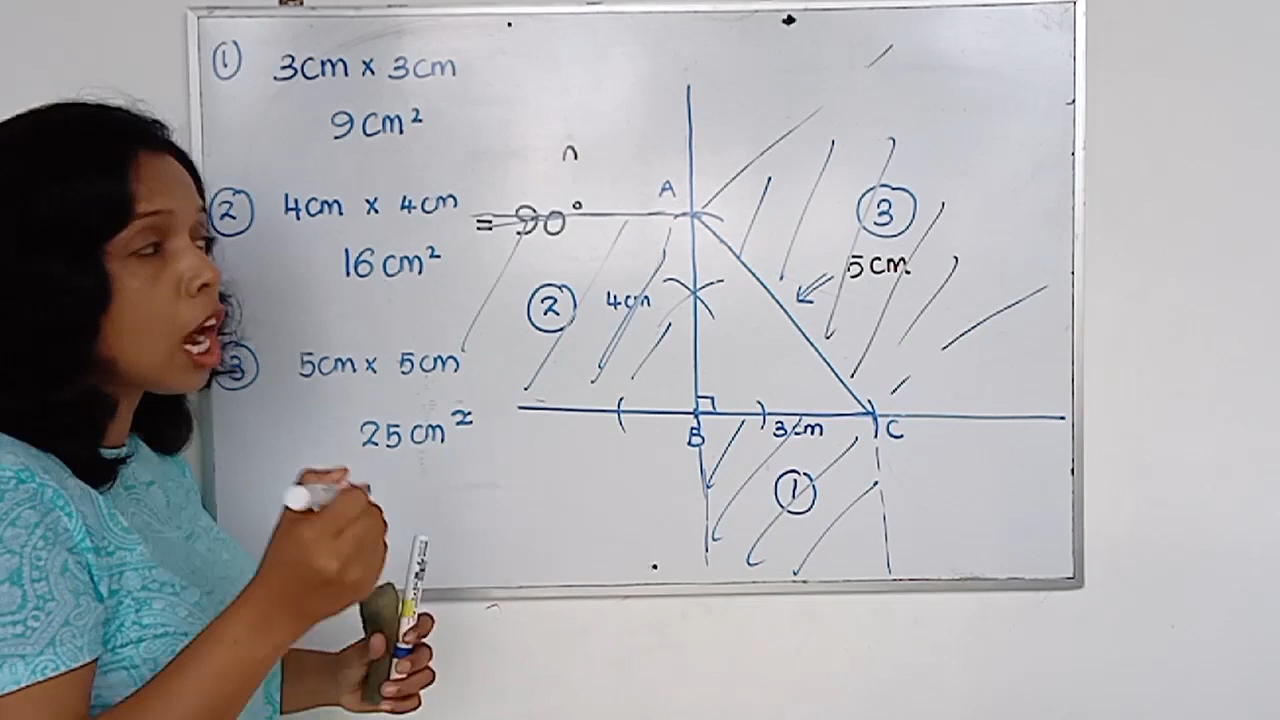 ① 3cm x 3cm
9cm²
② 4cm x 4cm
16cm²
③ 5cm x 5cm
25cm²
= 90°
A
③
5cm
②
4cm
B
3cm
C
①